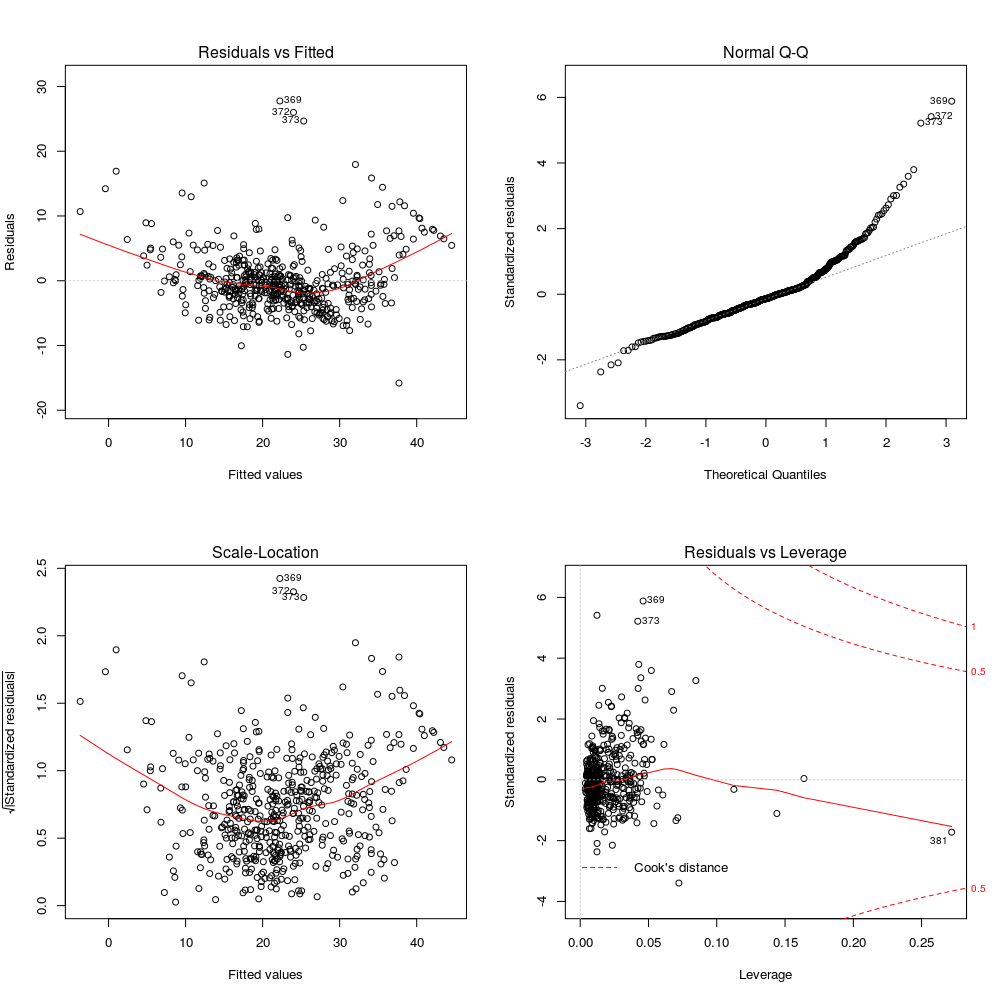 Residuals vs Fitted
Residuals
30
20
10
0
-10
-20
369
372
373
0 10 20 30 40
Fitted values
Normal Q-Q
Standardized residuals
6
4
2
0
-2
369
372
373
-3 -2 -1 0 1 2 3
Theoretical Quantiles
Scale-Location
√|Standardized residuals|
2.5
2.0
1.5
1.0
0.5
0.0
369
372
373
0 10 20 30 40
Fitted values
Residuals vs Leverage
Standardized residuals
6
4
2
0
-2
-4
369
373
381
1
0.5
0.5
Cook's distance
0.00 0.05 0.10 0.15 0.20 0.25
Leverage